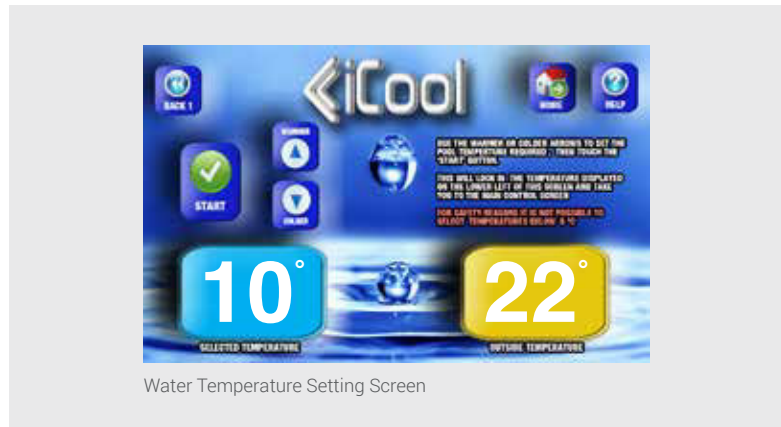 iCool
BACK 1
HOME
HELP
WARMER
START
COLDER
USE THE WARMER OR COLDER ARROWS TO SET THE
POOL TEMPERTURE REQUIRED : THEN TOUCH THE
"START" BUTTON.
THIS WILL LOCK IN THE TEMPERATURE DISPLAYED
ON THE LOWER LEFT OF THIS SCREEN AND TAKE
YOU TO THE MAIN CONTROL SCREEN
FOR SAFETY REASONS IT IS NOT POSSIBLE TO
SELECT TEMPERATURES BELOW
10°
22°
SELECTED TEMPERATURE
OUTSIDE TEMPERATURE
Water Temperature Setting Screen